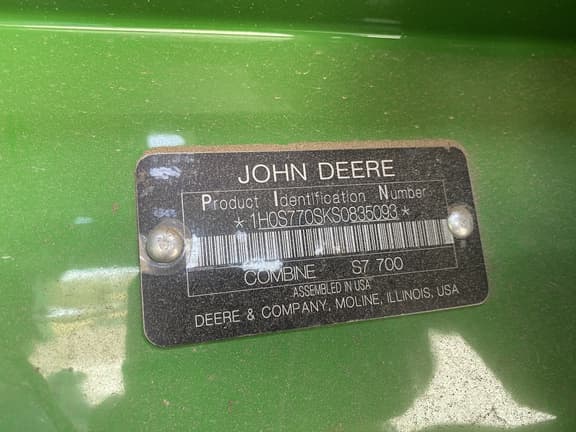 JOHN DEERE
Product Identification Number
*1H0S770SKS0835093*
COMBINE S7 700
ASSEMBLED IN USA
DEERE & COMPANY, MOLINE, ILLINOIS, USA